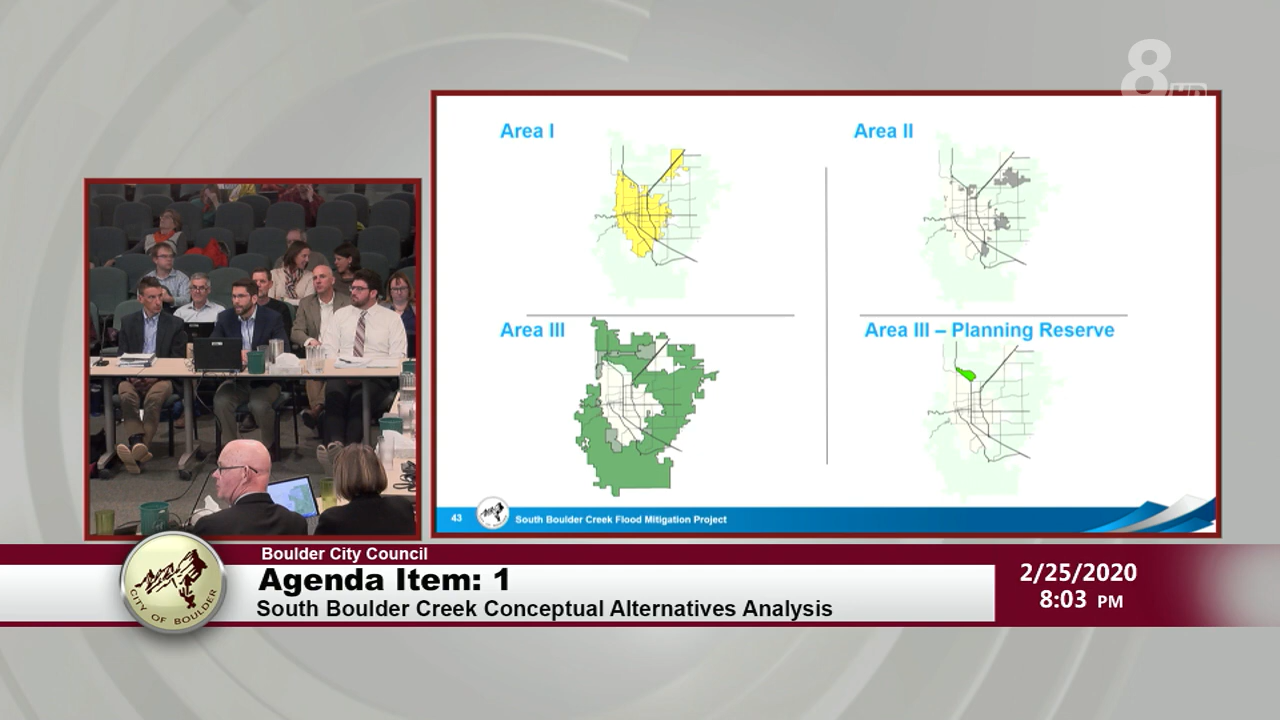 8
HD
Area I
Area II
Area III
Area III – Planning Reserve
43
South Boulder Creek Flood Mitigation Project
Boulder City Council
Agenda Item: 1
South Boulder Creek Conceptual Alternatives Analysis
CITY OF BOULDER
2/25/2020
8:03 PM